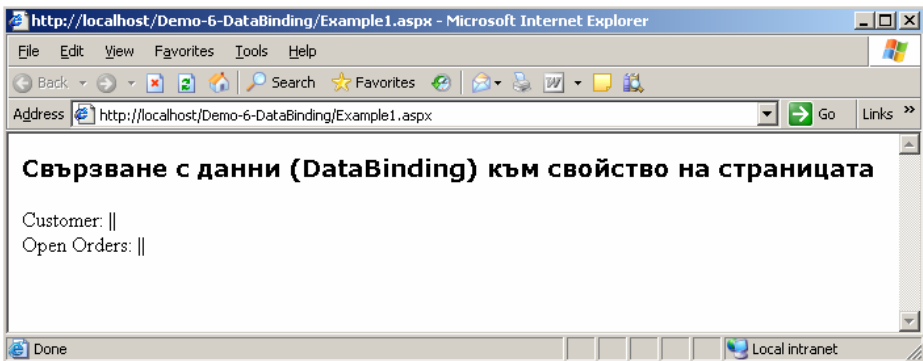 http://localhost/Demo-6-DataBinding/Example1.aspx - Microsoft Internet Explorer
File Edit View Favorites Tools Help
Back Search Favorites
Address http://localhost/Demo-6-DataBinding/Example1.aspx Go Links »
Свързване с данни (DataBinding) към свойство на страницата
Customer: ||
Open Orders: ||
Done Local intranet